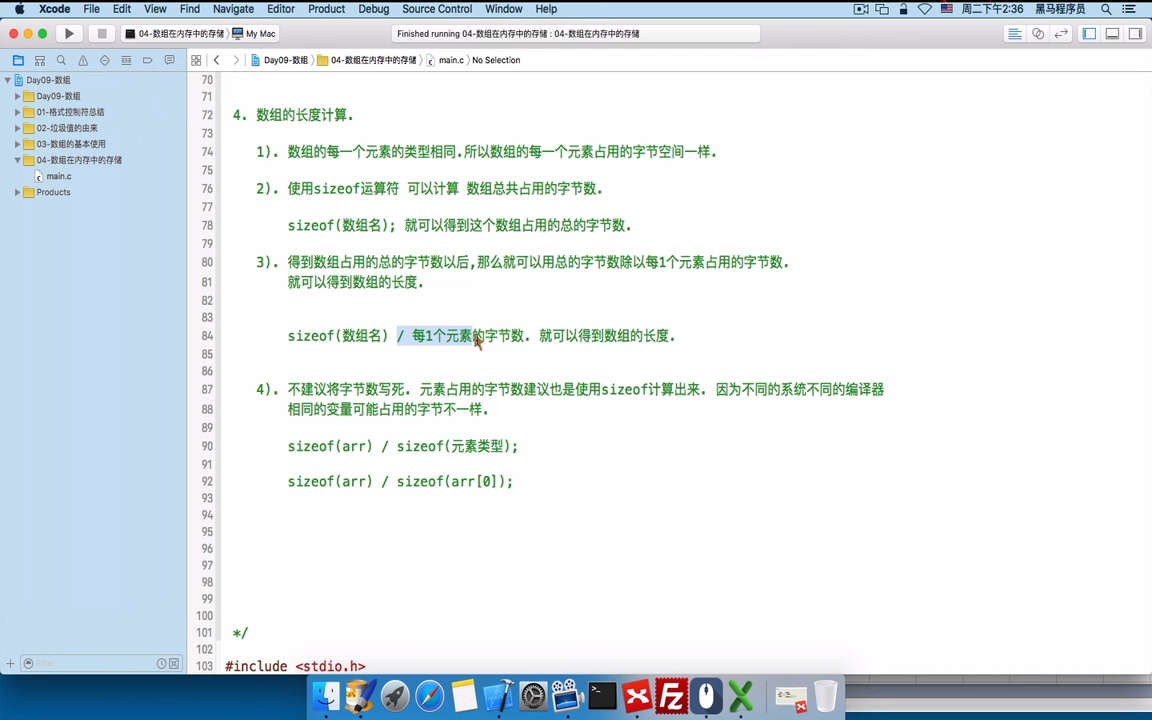 Xcode File Edit View Find Navigate Editor Product Debug Source Control Window Help 周二下午2:36 黑马程序员
04-数组在内存中的存储 My Mac
Finished running 04-数组在内存中的存储 : 04-数组在内存中的存储
Day09-数组 04-数组在内存中的存储 main.c No Selection
Day09-数组
Day09-数组
01-格式控制符总结
02-垃圾值的由来
03-数组的基本使用
04-数组在内存中的存储
main.c
Products
70
71
72 4. 数组的长度计算.
73
74 1). 数组的每一个元素的类型相同.所以数组的每一个元素占用的字节空间一样.
75
76 2). 使用sizeof运算符 可以计算 数组总共占用的字节数.
77
78 sizeof(数组名); 就可以得到这个数组占用的总的字节数.
79
80 3). 得到数组占用的总的字节数以后,那么就可以用总的字节数除以每1个元素占用的字节数.
81 就可以得到数组的长度.
82
83
84 sizeof(数组名) / 每1个元素的字节数. 就可以得到数组的长度.
85
86
87 4). 不建议将字节数写死. 元素占用的字节数建议也是使用sizeof计算出来. 因为不同的系统不同的编译器
88 相同的变量可能占用的字节不一样.
89
90 sizeof(arr) / sizeof(元素类型);
91
92 sizeof(arr) / sizeof(arr[0]);
93
94
95
96
97
98
99
100
101 */
102
103 #include <stdio.h>
Filter